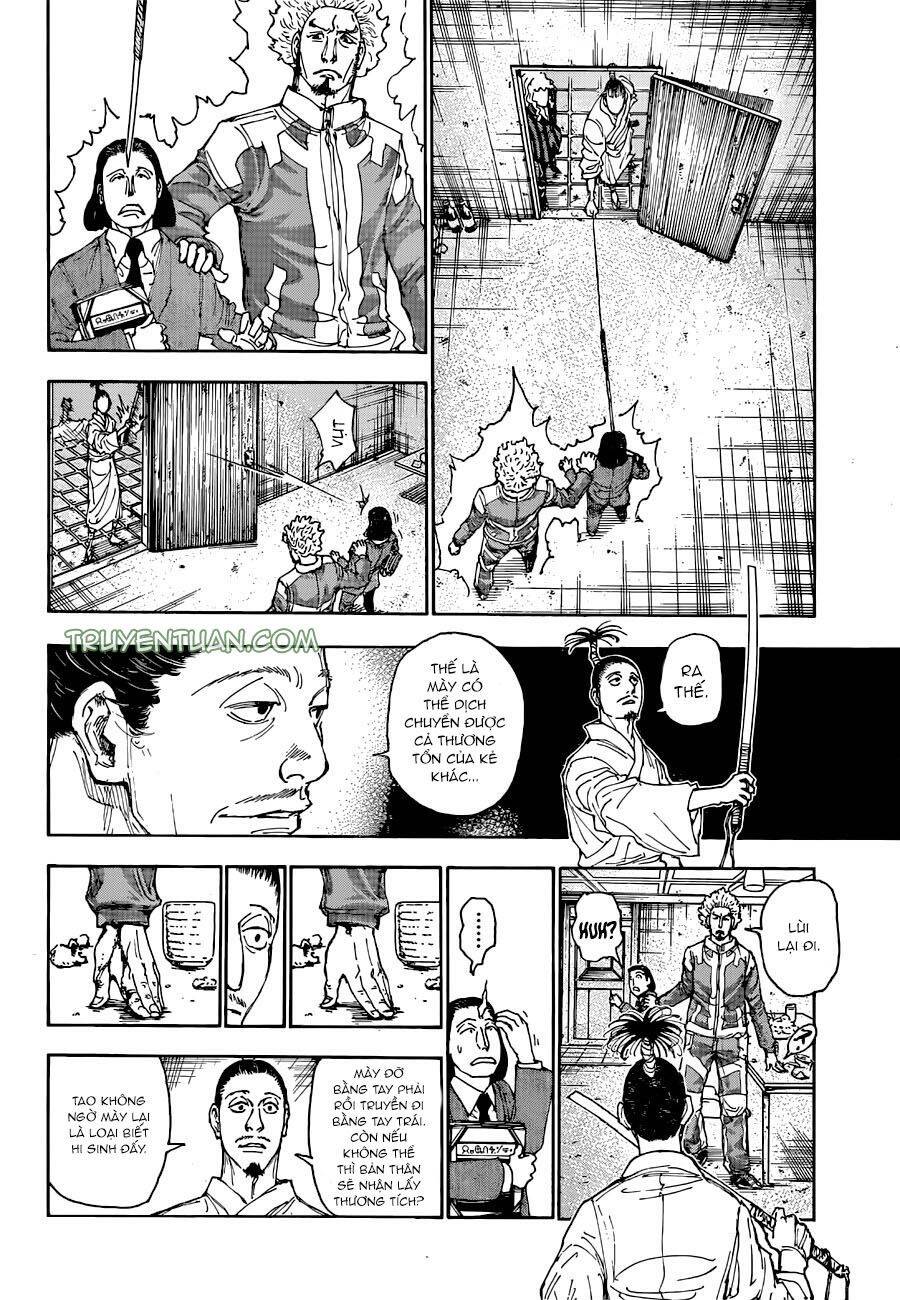 VỤT
TRUYENTUAN.COM
RA
THẾ.
THẾ LÀ
MÀY CÓ
THỂ DỊCH
CHUYỂN ĐƯỢC
CẢ THƯƠNG
TỔN CỦA KẺ
KHÁC...
LÙI
LẠI ĐI.
HUH?
......
MÀY ĐỠ
BẰNG TAY PHẢI
RỒI TRUYỀN ĐI
BẰNG TAY TRÁI.
CÒN NẾU
KHÔNG THỂ
THÌ BẢN THÂN
SẼ NHẬN LẤY
THƯƠNG TÍCH?
TAO KHÔNG
NGỜ MÀY LẠI
LÀ LOẠI BIẾT
HI SINH ĐẤY.